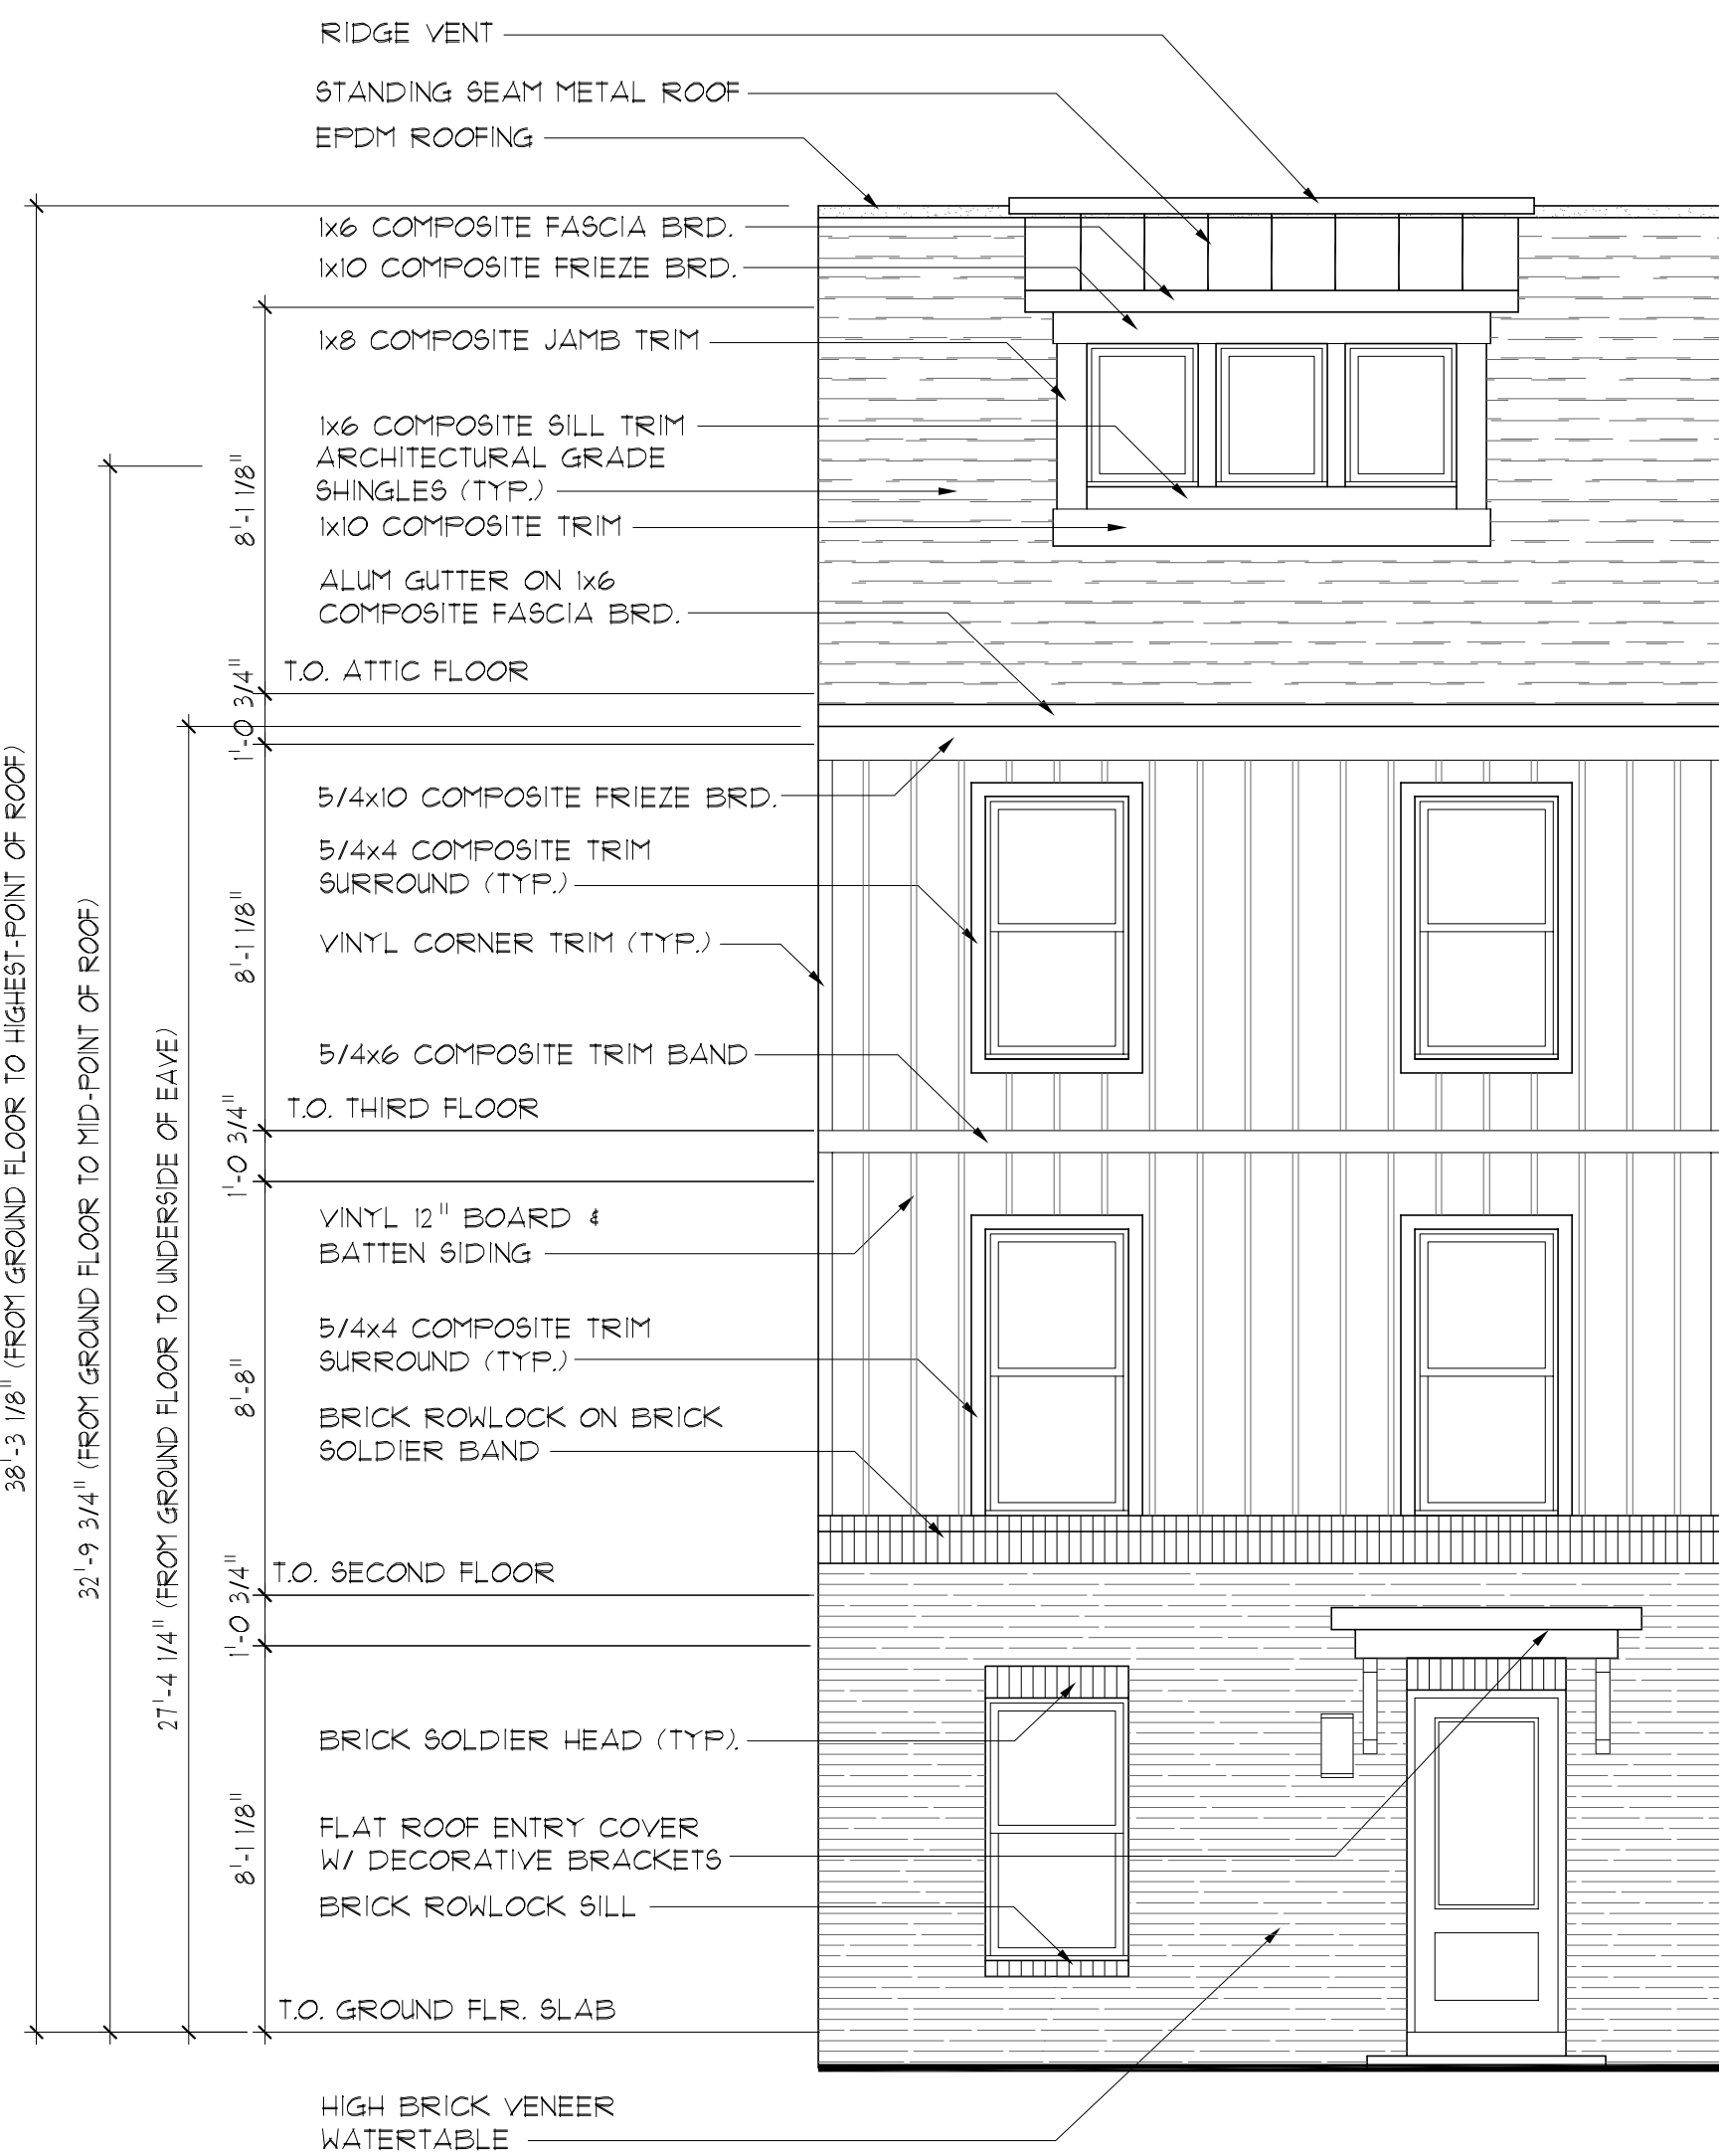 RIDGE VENT
STANDING SEAM METAL ROOF
EPDM ROOFING
1x6 COMPOSITE FASCIA BRD.
1x10 COMPOSITE FRIEZE BRD.
1x8 COMPOSITE JAMB TRIM
1x6 COMPOSITE SILL TRIM
ARCHITECTURAL GRADE
SHINGLES (TYP.)
1x10 COMPOSITE TRIM
ALUM GUTTER ON 1x6
COMPOSITE FASCIA BRD.
T.O. ATTIC FLOOR
5/4x10 COMPOSITE FRIEZE BRD.
5/4x4 COMPOSITE TRIM
SURROUND (TYP.)
VINYL CORNER TRIM (TYP.)
5/4x6 COMPOSITE TRIM BAND
T.O. THIRD FLOOR
VINYL 12" BOARD &
BATTEN SIDING
5/4x4 COMPOSITE TRIM
SURROUND (TYP.)
BRICK ROWLOCK ON BRICK
SOLDIER BAND
T.O. SECOND FLOOR
BRICK SOLDIER HEAD (TYP).
FLAT ROOF ENTRY COVER
W/ DECORATIVE BRACKETS
BRICK ROWLOCK SILL
T.O. GROUND FLR. SLAB
HIGH BRICK VENEER
WATERTABLE
38'-3 1/8" (FROM GROUND FLOOR TO HIGHEST-POINT OF ROOF)
32'-9 3/4" (FROM GROUND FLOOR TO MID-POINT OF ROOF)
27'-4 1/4" (FROM GROUND FLOOR TO UNDERSIDE OF EAVE)
8'-1 1/8"
1'-0 3/4"
8'-1 1/8"
1'-0 3/4"
8'-8"
1'-0 3/4"
8'-1 1/8"